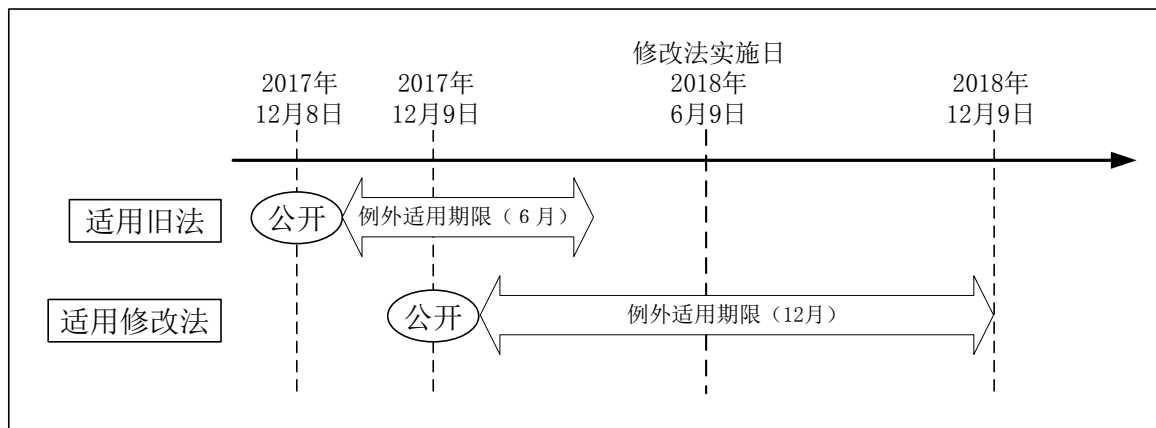 修改法实施日
2017年
12月8日
2017年
12月9日
2018年
6月9日
2018年
12月9日
适用旧法
公开
例外适用期限（６月）
适用修改法
公开
例外适用期限（12月）